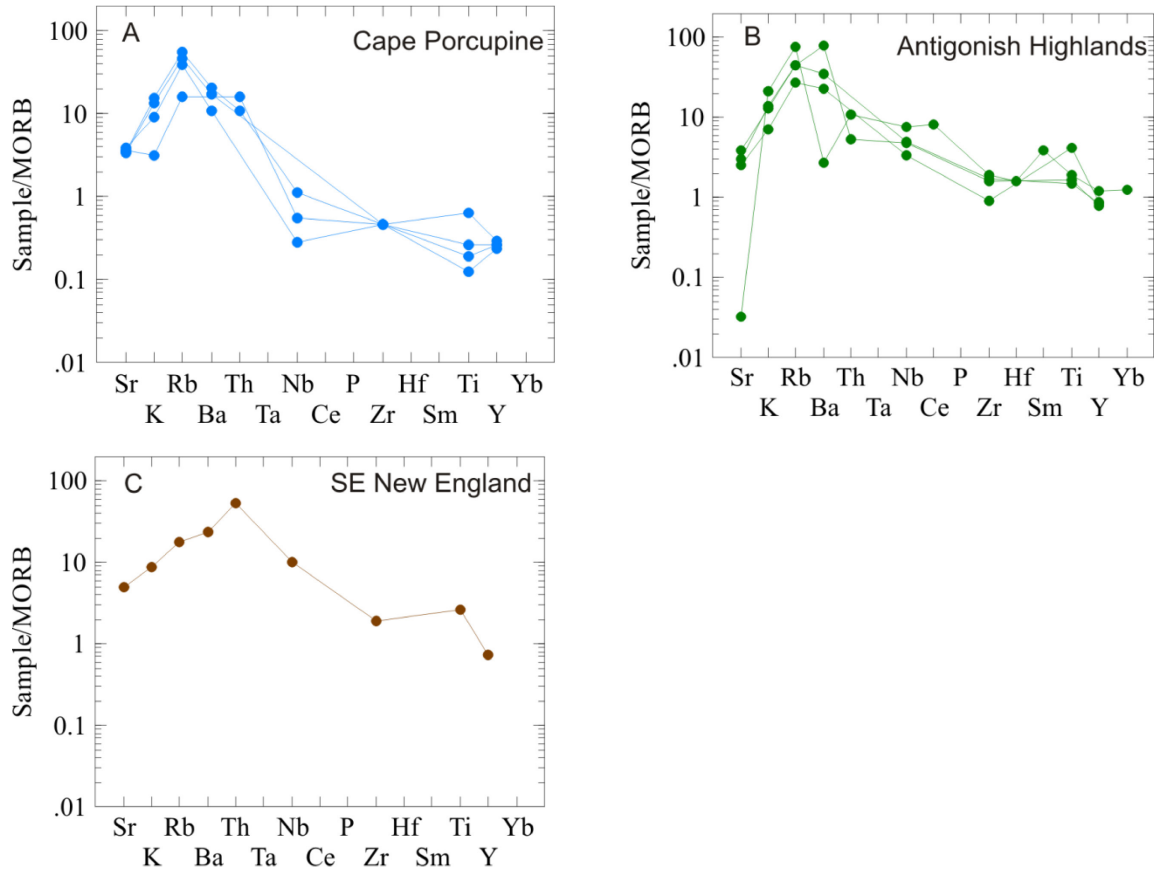 A
Cape Porcupine
100
10
1
0.1
.01
Sample/MORB
Sr Rb Th Nb P Hf Ti Yb
K Ba Ta Ce Zr Sm Y
B
Antigonish Highlands
100
10
1
0.1
.01
Sample/MORB
Sr Rb Th Nb P Hf Ti Yb
K Ba Ta Ce Zr Sm Y
C
SE New England
100
10
1
0.1
.01
Sample/MORB
Sr Rb Th Nb P Hf Ti Yb
K Ba Ta Ce Zr Sm Y